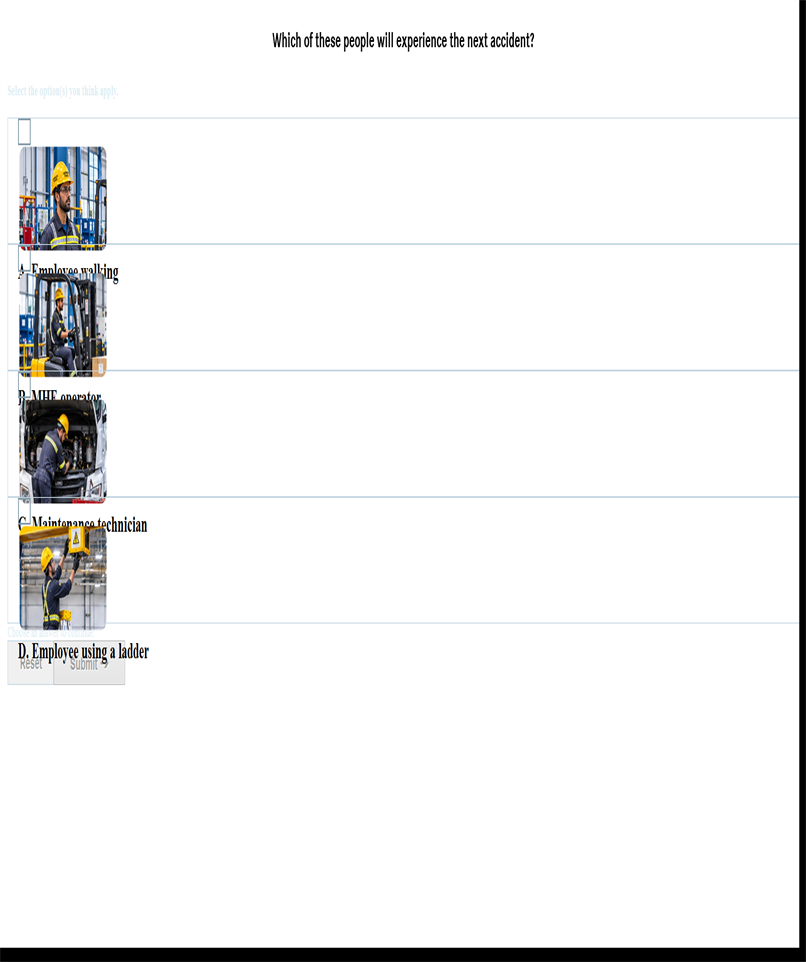 Which of these people will experience the next accident?
Select the option(s) you think apply.
A. Employee walking
B. MHE operator
C. Maintenance technician
D. Employee using a ladder
Reset
Submit